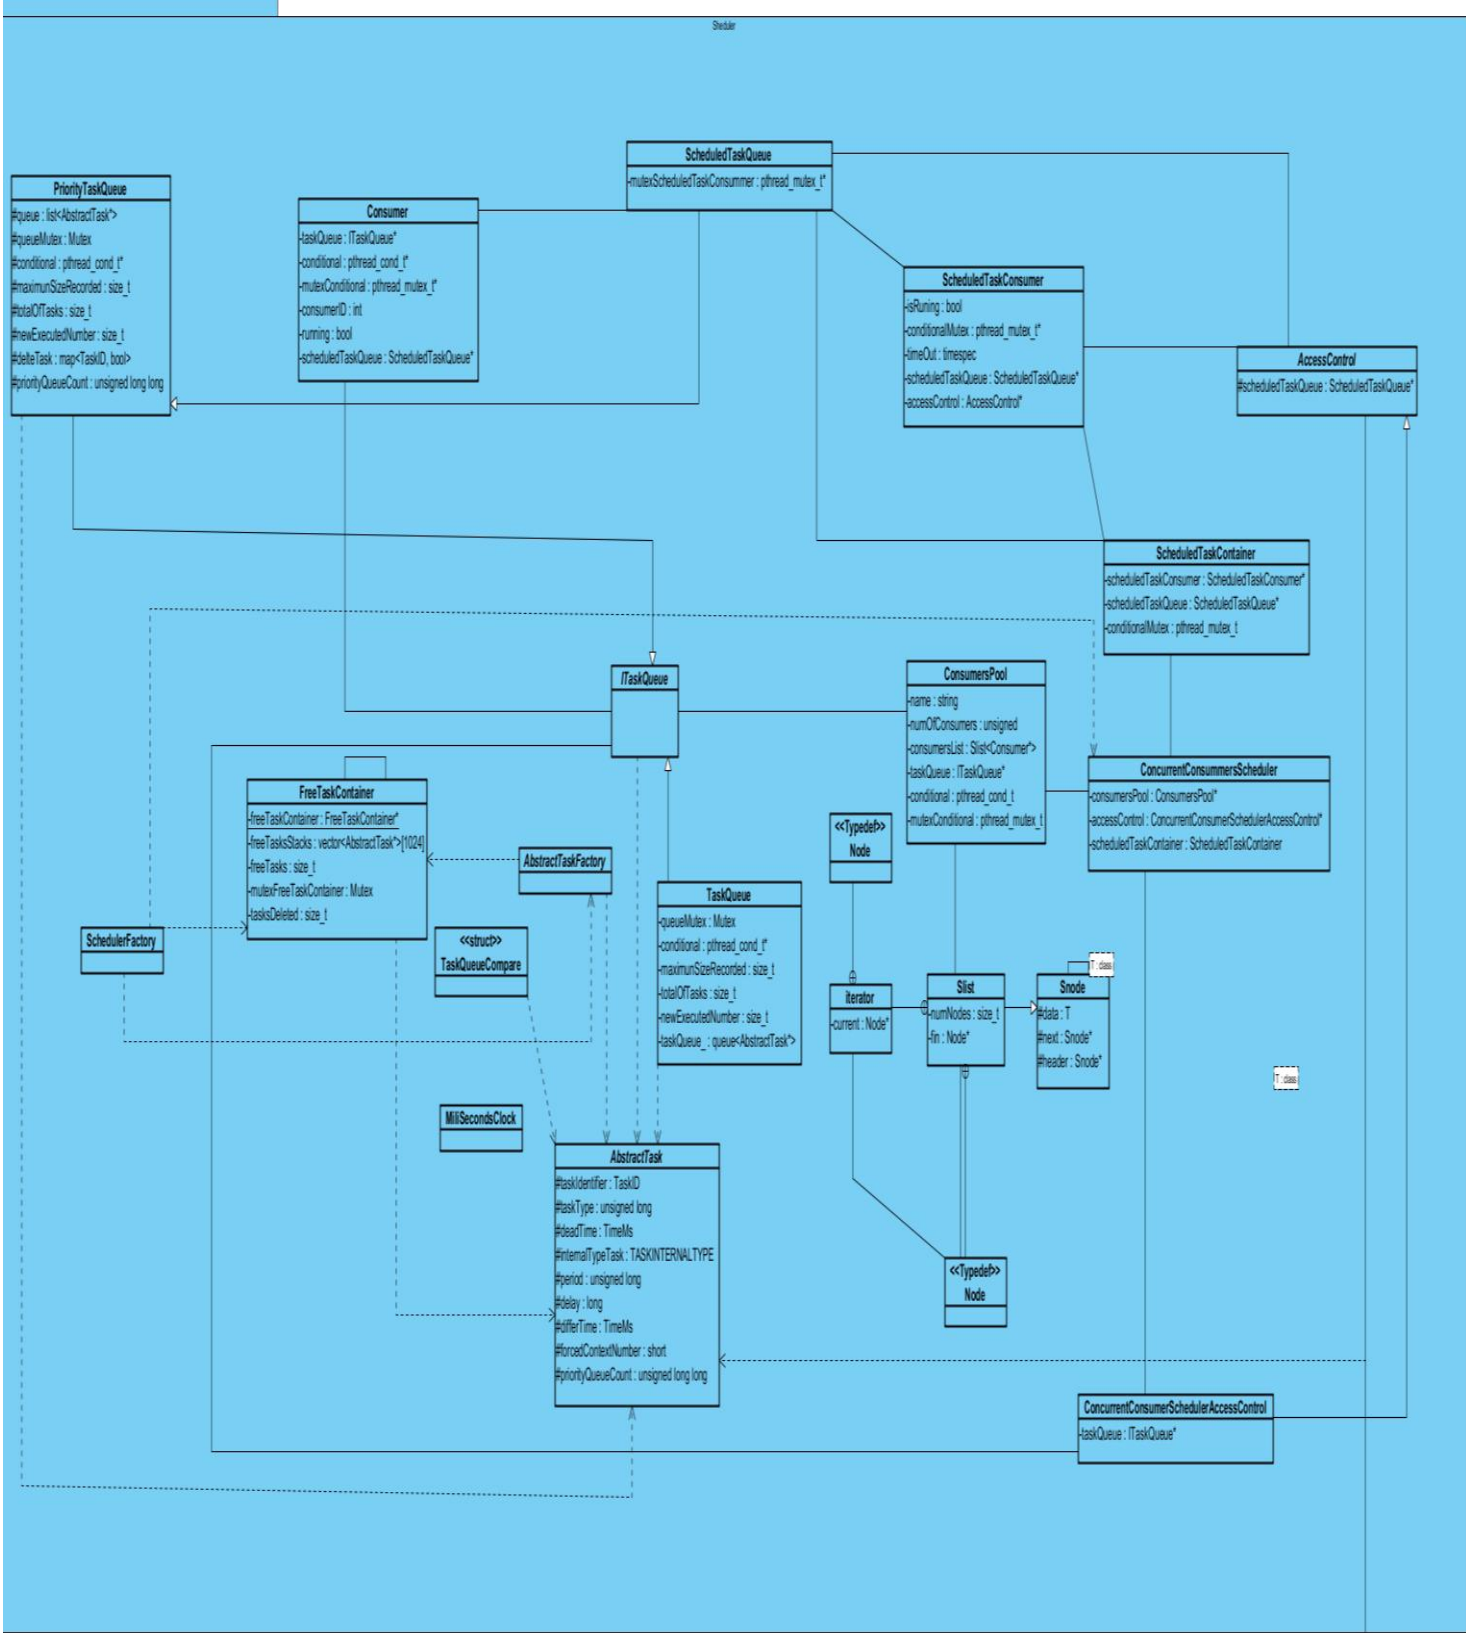 Sheduler
ScheduledTaskQueue
-mutexScheduledTaskConsummer : pthread_mutex_t*
PriorityTaskQueue
#queue : list<AbstractTask*>
#queueMutex : Mutex
#conditional : pthread_cond_t*
#maximunSizeRecorded : size_t
#totalOfTasks : size_t
#newExecutedNumber : size_t
#delteTask : map<TaskID, bool>
#priorityQueueCount : unsigned long long
Consumer
-taskQueue : ITaskQueue*
-conditional : pthread_cond_t*
-mutexConditional : pthread_mutex_t*
-consumerID : int
-running : bool
-scheduledTaskQueue : ScheduledTaskQueue*
ScheduledTaskConsumer
-isRuning : bool
-conditionalMutex : pthread_mutex_t*
-timeOut : timespec
-scheduledTaskQueue : ScheduledTaskQueue*
-accessControl : AccessControl*
AccessControl
#scheduledTaskQueue : ScheduledTaskQueue*
ScheduledTaskContainer
-scheduledTaskConsumer : ScheduledTaskConsumer*
-scheduledTaskQueue : ScheduledTaskQueue*
-conditionalMutex : pthread_mutex_t
ITaskQueue
ConsumersPool
-name : string
-numOfConsumers : unsigned
-consumersList : Slist<Consumer*>
-taskQueue : ITaskQueue*
-conditional : pthread_cond_t
-mutexConditional : pthread_mutex_t
ConcurrentConsummersScheduler
-consumersPool : ConsumersPool*
-accessControl : ConcurrentConsumerSchedulerAccessControl*
-scheduledTaskContainer : ScheduledTaskContainer
FreeTaskContainer
-freeTaskContainer : FreeTaskContainer*
-freeTasksStacks : vector<AbstractTask*>[1024]
-freeTasks : size_t
-mutexFreeTaskContainer : Mutex
-tasksDeleted : size_t
AbstractTaskFactory
<<Typedef>>
Node
TaskQueue
-queueMutex : Mutex
-conditional : pthread_cond_t*
-maximunSizeRecorded : size_t
-totalOfTasks : size_t
-newExecutedNumber : size_t
-taskQueue_ : queue<AbstractTask*>
SchedulerFactory
<<struct>>
TaskQueueCompare
iterator
-current : Node*
Slist
-numNodes : size_t
-fin : Node*
T : class
Snode
#data : T
#next : Snode*
#header : Snode*
T : class
MiliSecondsClock
AbstractTask
#taskIdentifier : TaskID
#taskType : unsigned long
#deadTime : TimeMs
#internalTypeTask : TASKINTERNALTYPE
#period : unsigned long
#delay : long
#differTime : TimeMs
#forcedContextNumber : short
#priorityQueueCount : unsigned long long
<<Typedef>>
Node
ConcurrentConsumerSchedulerAccessControl
-taskQueue : ITaskQueue*